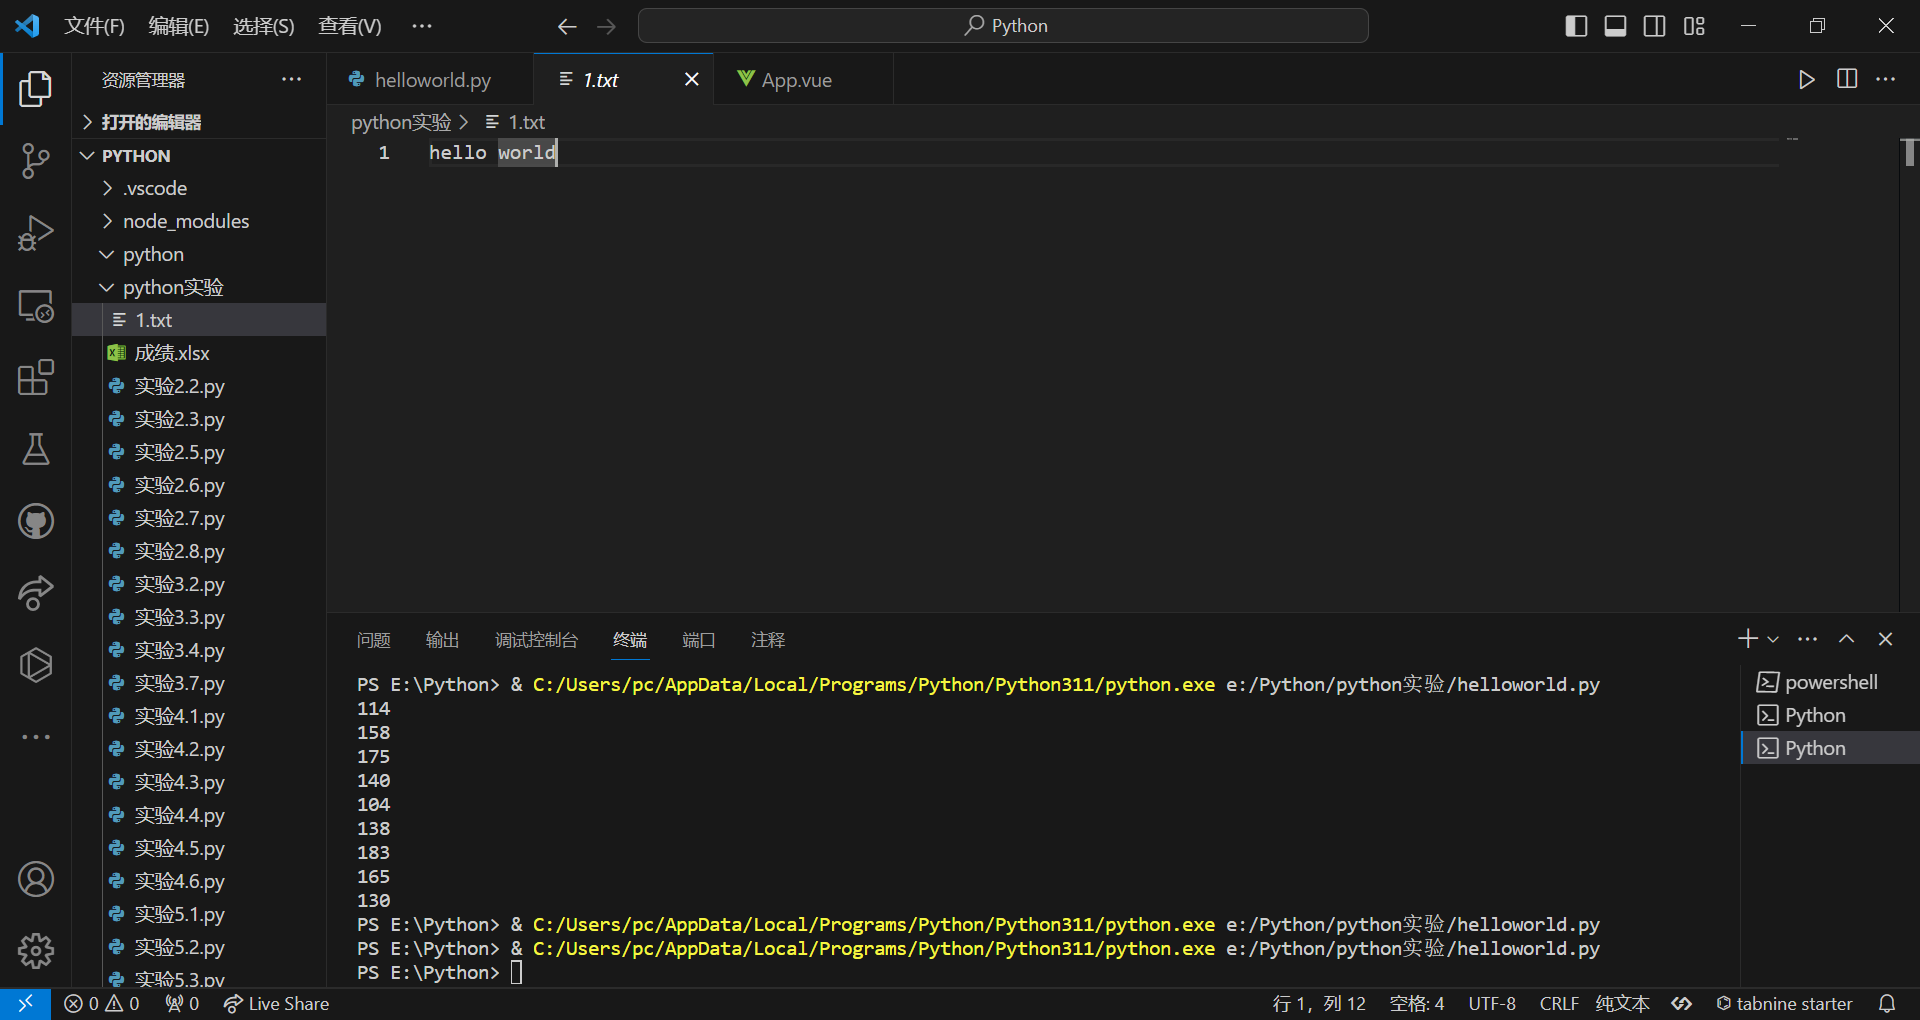 文件(F) 编辑(E) 选择(S) 查看(V) ··· Python
资源管理器 ···
打开的编辑器
PYTHON
.vscode
node_modules
python
python实验
1.txt
成绩.xlsx
实验2.2.py
实验2.3.py
实验2.5.py
实验2.6.py
实验2.7.py
实验2.8.py
实验3.2.py
实验3.3.py
实验3.4.py
实验3.7.py
实验4.1.py
实验4.2.py
实验4.3.py
实验4.4.py
实验4.5.py
实验4.6.py
实验5.1.py
实验5.2.py
实验5.3.py
helloworld.py 1.txt App.vue
python实验 > 1.txt
1 hello world
问题 输出 调试控制台 终端 端口 注释
PS E:\Python> & C:/Users/pc/AppData/Local/Programs/Python/Python311/python.exe e:/Python/python实验/helloworld.py
114
158
175
140
104
138
183
165
130
PS E:\Python> & C:/Users/pc/AppData/Local/Programs/Python/Python311/python.exe e:/Python/python实验/helloworld.py
PS E:\Python> & C:/Users/pc/AppData/Local/Programs/Python/Python311/python.exe e:/Python/python实验/helloworld.py
PS E:\Python>
powershell
Python
Python
0 0 0 Live Share 行 1，列 12 空格: 4 UTF-8 CRLF 纯文本 tabnine starter